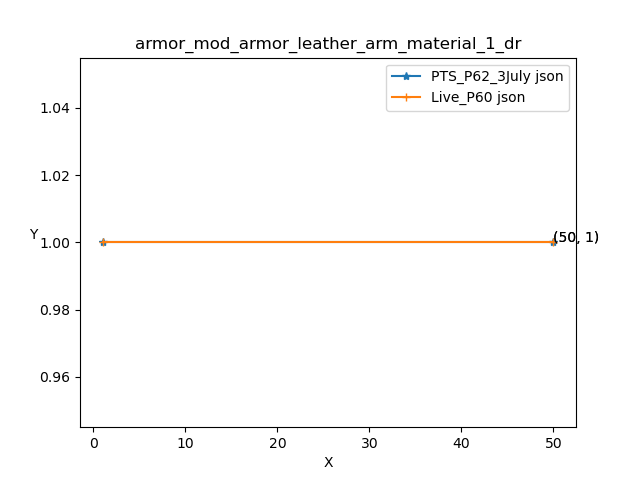 armor_mod_armor_leather_arm_material_1_dr
PTS_P62_3July json
Live_P60 json
1.04
1.02
Y
1.00
(50, 1)
0.98
0.96
0 10 20 30 40 50
X